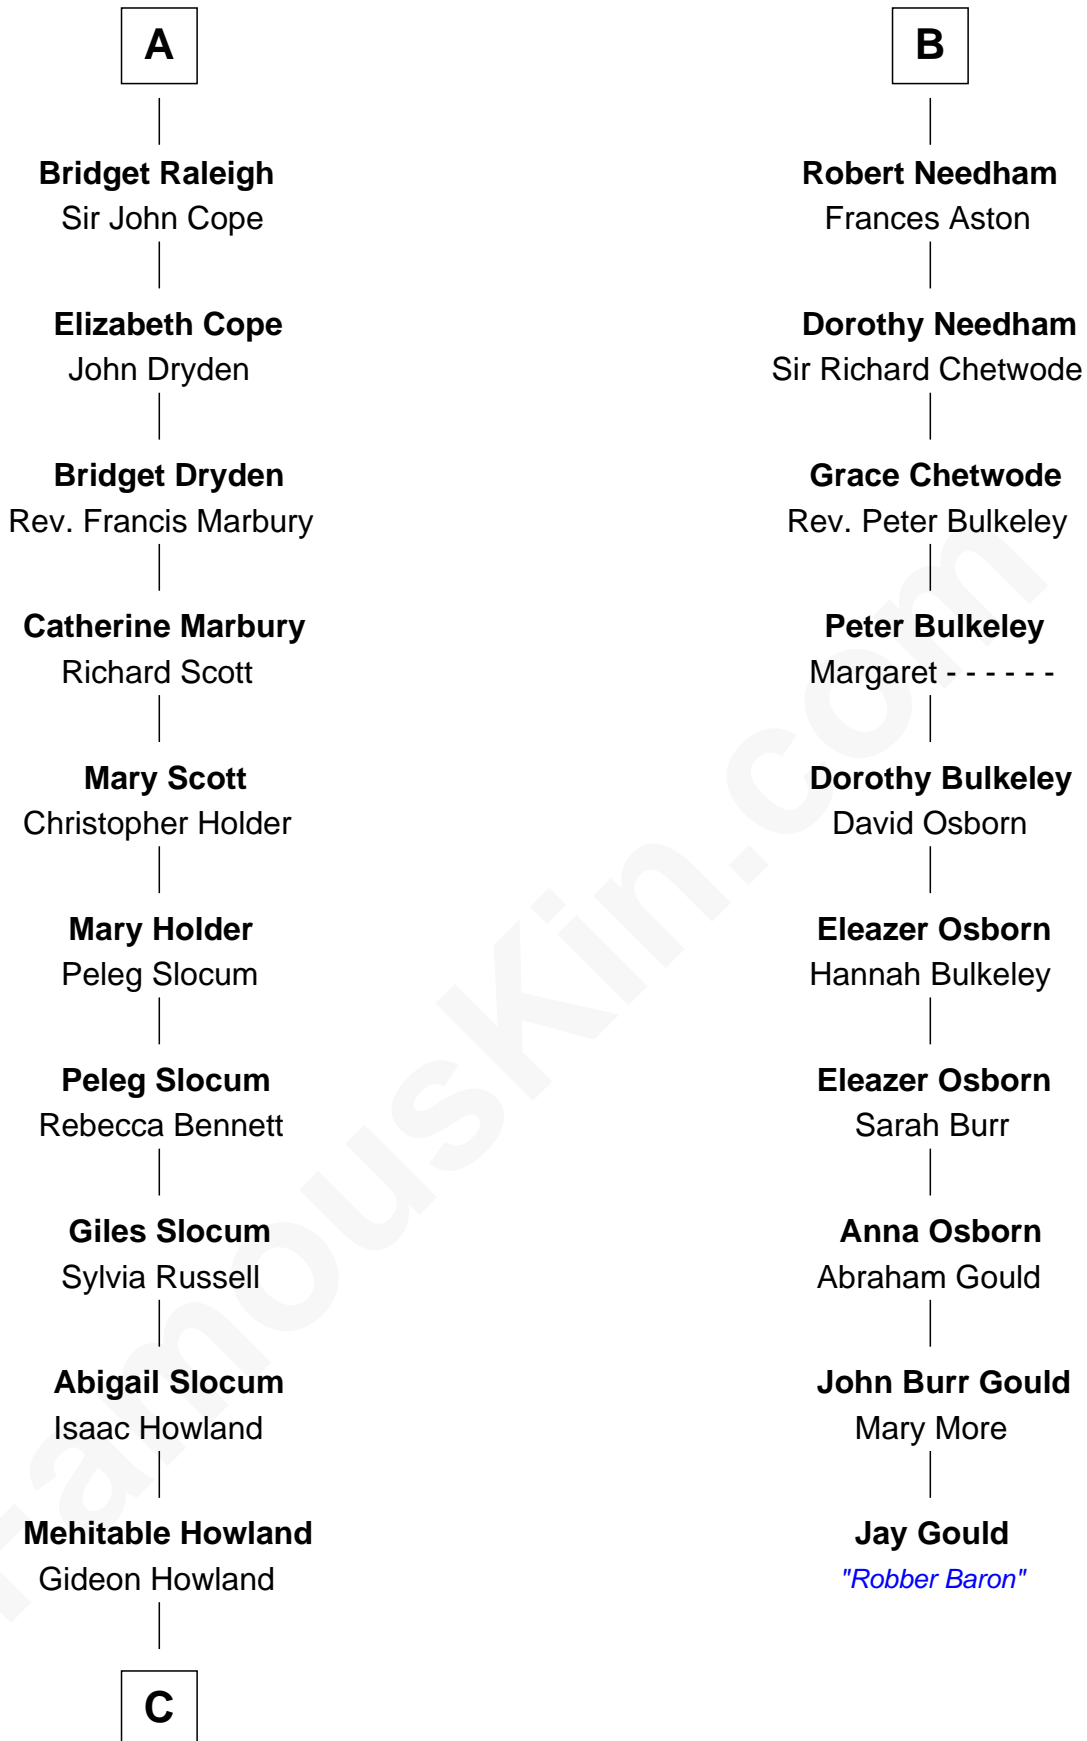 A
Bridget Raleigh
Sir John Cope
Elizabeth Cope
John Dryden
Bridget Dryden
Rev. Francis Marbury
Catherine Marbury
Richard Scott
Mary Scott
Christopher Holder
Mary Holder
Peleg Slocum
Peleg Slocum
Rebecca Bennett
Giles Slocum
Sylvia Russell
Abigail Slocum
Isaac Howland
Mehitable Howland
Gideon Howland
C
B
Robert Needham
Frances Aston
Dorothy Needham
Sir Richard Chetwode
Grace Chetwode
Rev. Peter Bulkeley
Peter Bulkeley
Margaret - - - - - -
Dorothy Bulkeley
David Osborn
Eleazer Osborn
Hannah Bulkeley
Eleazer Osborn
Sarah Burr
Anna Osborn
Abraham Gould
John Burr Gould
Mary More
Jay Gould
"Robber Baron"
FamousKin.com